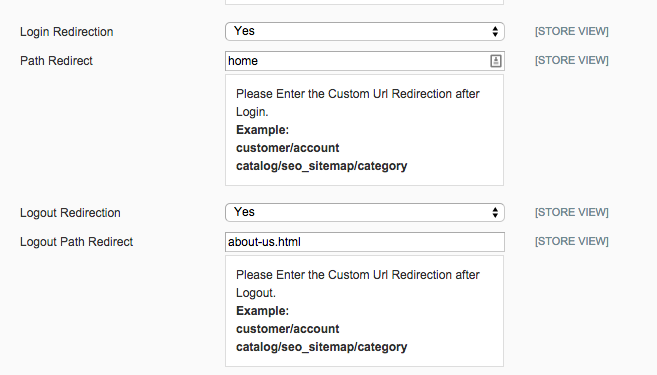 Login Redirection Yes [STORE VIEW]
Path Redirect home [STORE VIEW]
Please Enter the Custom Url Redirection after
Login.
Example:
customer/account
catalog/seo_sitemap/category
Logout Redirection Yes [STORE VIEW]
Logout Path Redirect about-us.html [STORE VIEW]
Please Enter the Custom Url Redirection after
Logout.
Example:
customer/account
catalog/seo_sitemap/category